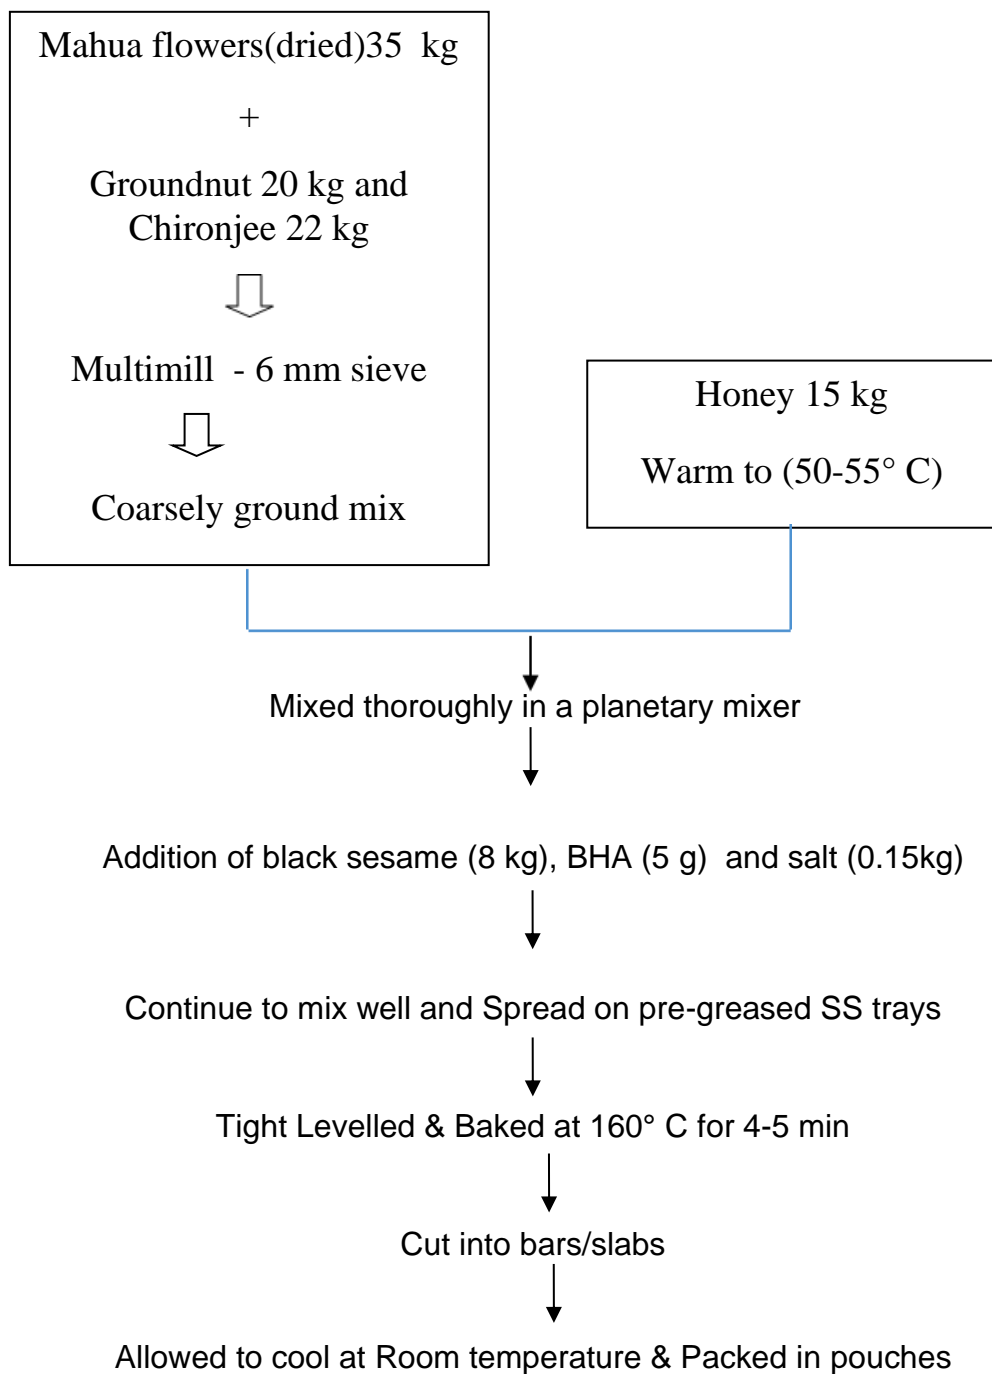 Mahua flowers(dried)35 kg
+
Groundnut 20 kg and
Chironjee 22 kg
Multimill - 6 mm sieve
Coarsely ground mix
Honey 15 kg
Warm to (50-55° C)
Mixed thoroughly in a planetary mixer
Addition of black sesame (8 kg), BHA (5 g) and salt (0.15kg)
Continue to mix well and Spread on pre-greased SS trays
Tight Levelled & Baked at 160° C for 4-5 min
Cut into bars/slabs
Allowed to cool at Room temperature & Packed in pouches